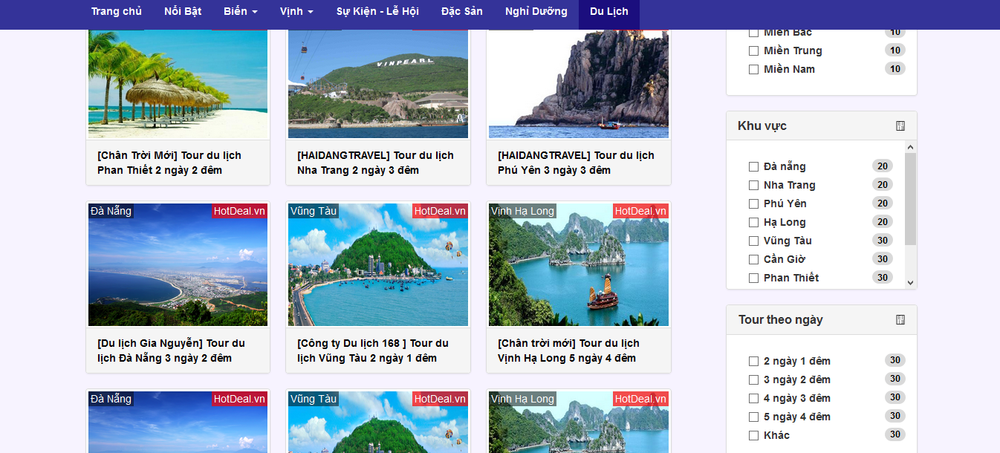 Trang chủ Nổi Bật Biển Vịnh Sự Kiện - Lễ Hội Đặc Sản Nghỉ Dưỡng Du Lịch
VINPEARL
[Chân Trời Mới] Tour du lịch
Phan Thiết 2 ngày 2 đêm
[HAIDANGTRAVEL] Tour du lịch
Nha Trang 2 ngày 3 đêm
[HAIDANGTRAVEL] Tour du lịch
Phú Yên 3 ngày 3 đêm
Đà Nẵng HotDeal.vn
[Du lịch Gia Nguyễn] Tour du
lịch Đà Nẵng 3 ngày 2 đêm
Vũng Tàu HotDeal.vn
[Công ty Du lịch 168 ] Tour du
lịch Vũng Tàu 2 ngày 1 đêm
Vịnh Hạ Long HotDeal.vn
[Chân trời mới] Tour du lịch
Vịnh Hạ Long 5 ngày 4 đêm
Đà Nẵng HotDeal.vn
Vũng Tàu HotDeal.vn
Vịnh Hạ Long HotDeal.vn
Miền Bắc 10
Miền Trung 10
Miền Nam 10
Khu vực
Đà nẵng 20
Nha Trang 20
Phú Yên 20
Hạ Long 20
Vũng Tàu 30
Cần Giờ 30
Phan Thiết 30
Tour theo ngày
2 ngày 1 đêm 30
3 ngày 2 đêm 30
4 ngày 3 đêm 30
5 ngày 4 đêm 30
Khác 30